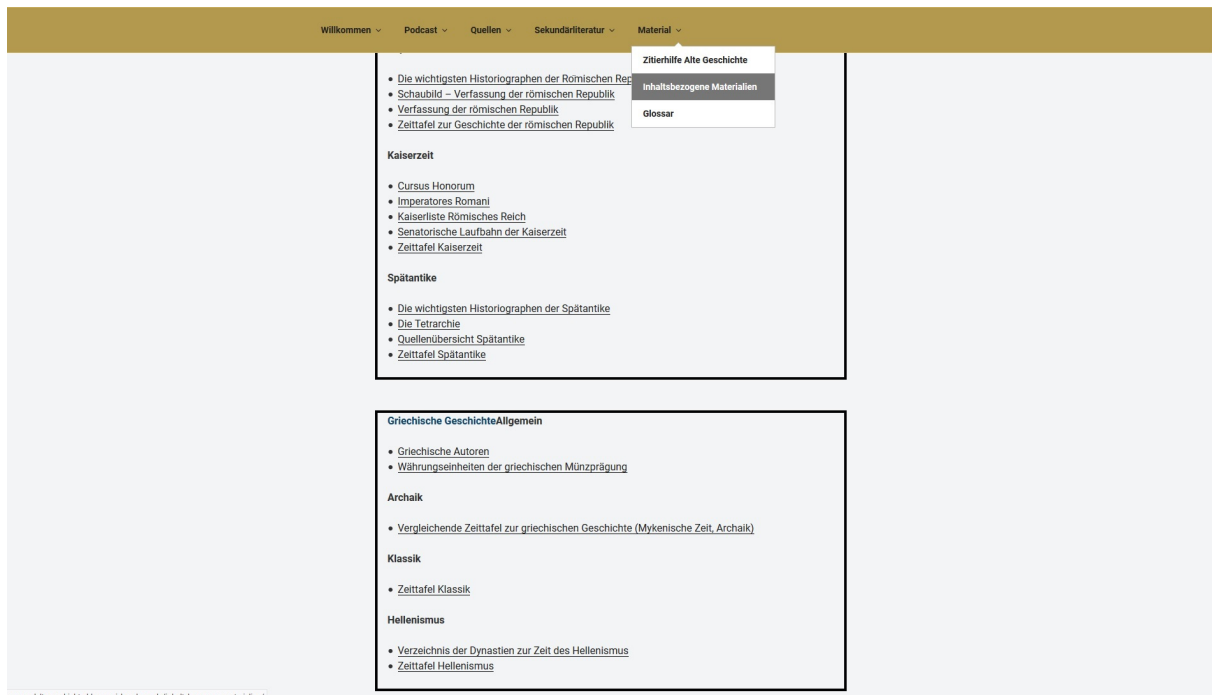 Willkommen Podcast Quellen Sekundärliteratur Material
Zitierhilfe Alte Geschichte
Inhaltsbezogene Materialien
Glossar
Die wichtigsten Historiographen der Römischen Rep
Schaubild – Verfassung der römischen Republik
Verfassung der römischen Republik
Zeittafel zur Geschichte der römischen Republik
Kaiserzeit
Cursus Honorum
Imperatores Romani
Kaiserliste Römisches Reich
Senatorische Laufbahn der Kaiserzeit
Zeittafel Kaiserzeit
Spätantike
Die wichtigsten Historiographen der Spätantike
Die Tetrarchie
Quellenübersicht Spätantike
Zeittafel Spätantike
Griechische GeschichteAllgemein
Griechische Autoren
Währungseinheiten der griechischen Münzprägung
Archaik
Vergleichende Zeittafel zur griechischen Geschichte (Mykenische Zeit, Archaik)
Klassik
Zeittafel Klassik
Hellenismus
Verzeichnis der Dynastien zur Zeit des Hellenismus
Zeittafel Hellenismus